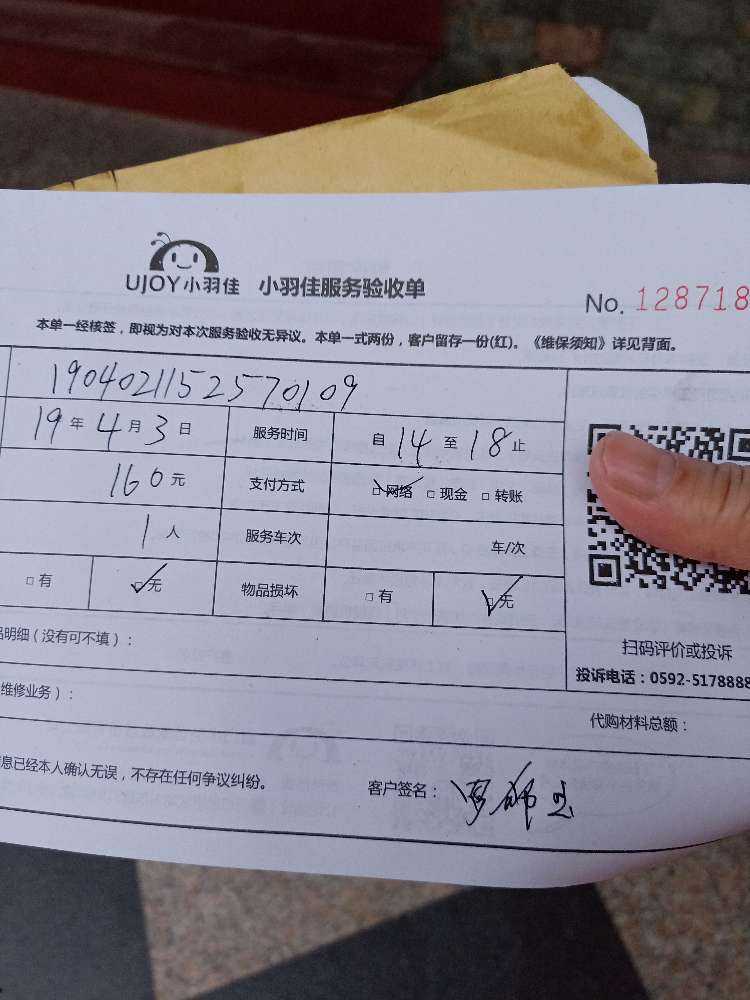 UJOY小羽佳 小羽佳服务验收单
No. 128718
本单一经核签，即视为对本次服务验收无异议。本单一式两份，客户留存一份(红)。《维保须知》详见背面。
1904021152570109
19年4月3日 服务时间 自14至18止
160元 支付方式 □网络 □现金 □转账
1人 服务车次 车/次
□有 □无 物品损坏 □有 □无
扫码评价或投诉
投诉电话：0592-5178888
品明细（没有可不填）：
维修业务）：
代购材料总额：
息已经本人确认无误，不存在任何争议纠纷。
客户签名：